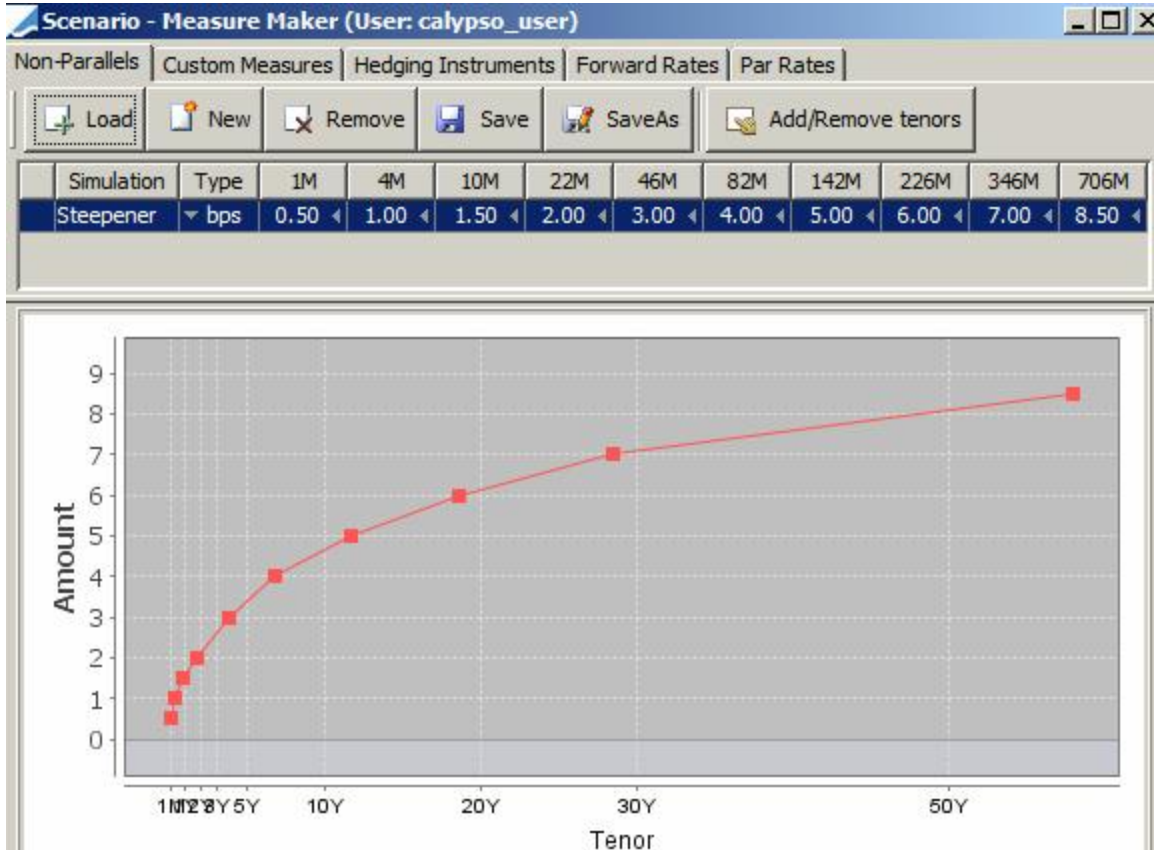 Scenario - Measure Maker (User: calypso_user)
Non-Parallels Custom Measures Hedging Instruments Forward Rates Par Rates
Load New Remove Save SaveAs Add/Remove tenors
Simulation Type 1M 4M 10M 22M 46M 82M 142M 226M 346M 706M
Steepener bps 0.50 1.00 1.50 2.00 3.00 4.00 5.00 6.00 7.00 8.50
9
8
7
6
5
4
3
2
1
0
Amount
5Y 10Y 20Y 30Y 50Y
Tenor